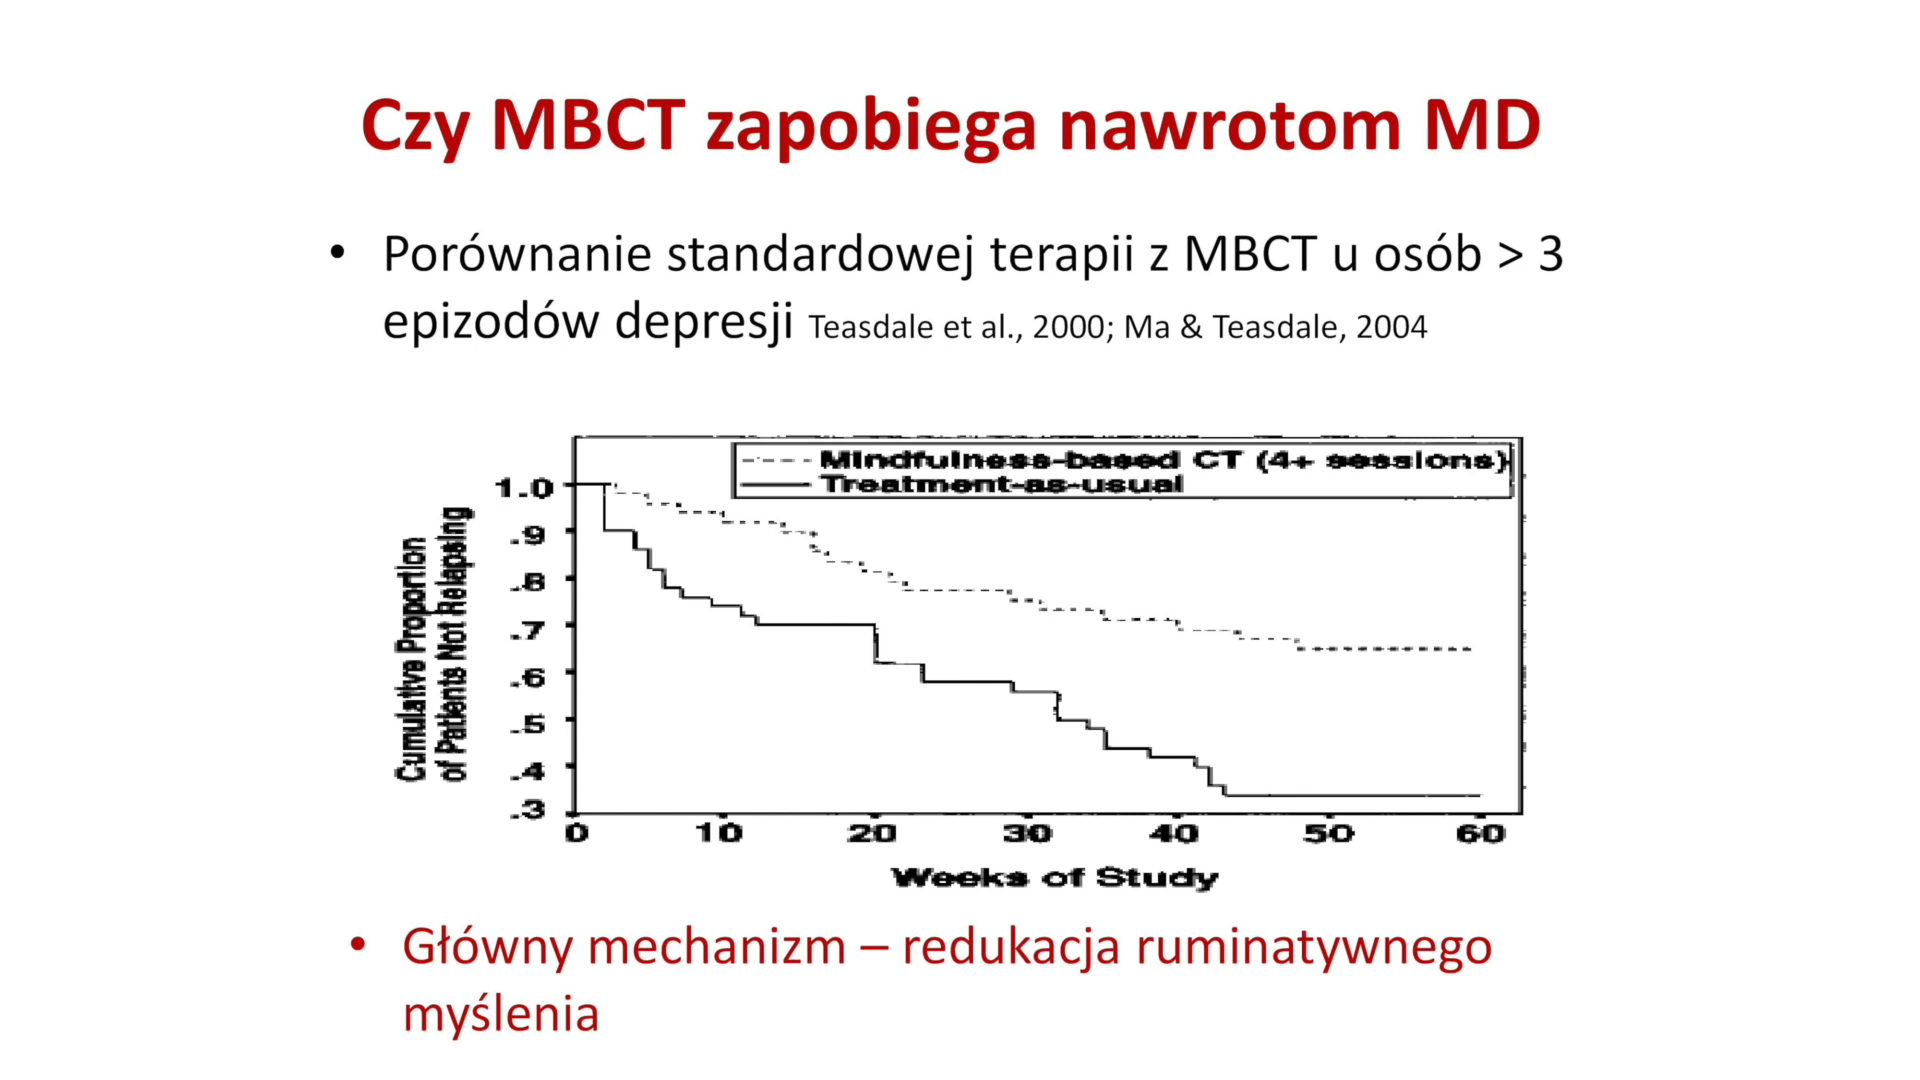 Czy MBCT zapobiega nawrotom MD
• Porównanie standardowej terapii z MBCT u osób > 3
epizodów depresji Teasdale et al., 2000; Ma & Teasdale, 2004
Mindfulness-based CT (4+ sessions)
Treatment-as-usual
Cumulative Proportion
of Patients Not Relapsing
1.0
.9
.8
.7
.6
.5
.4
.3
0 10 20 30 40 50 60
Weeks of Study
• Główny mechanizm – redukacja ruminatywnego
myślenia